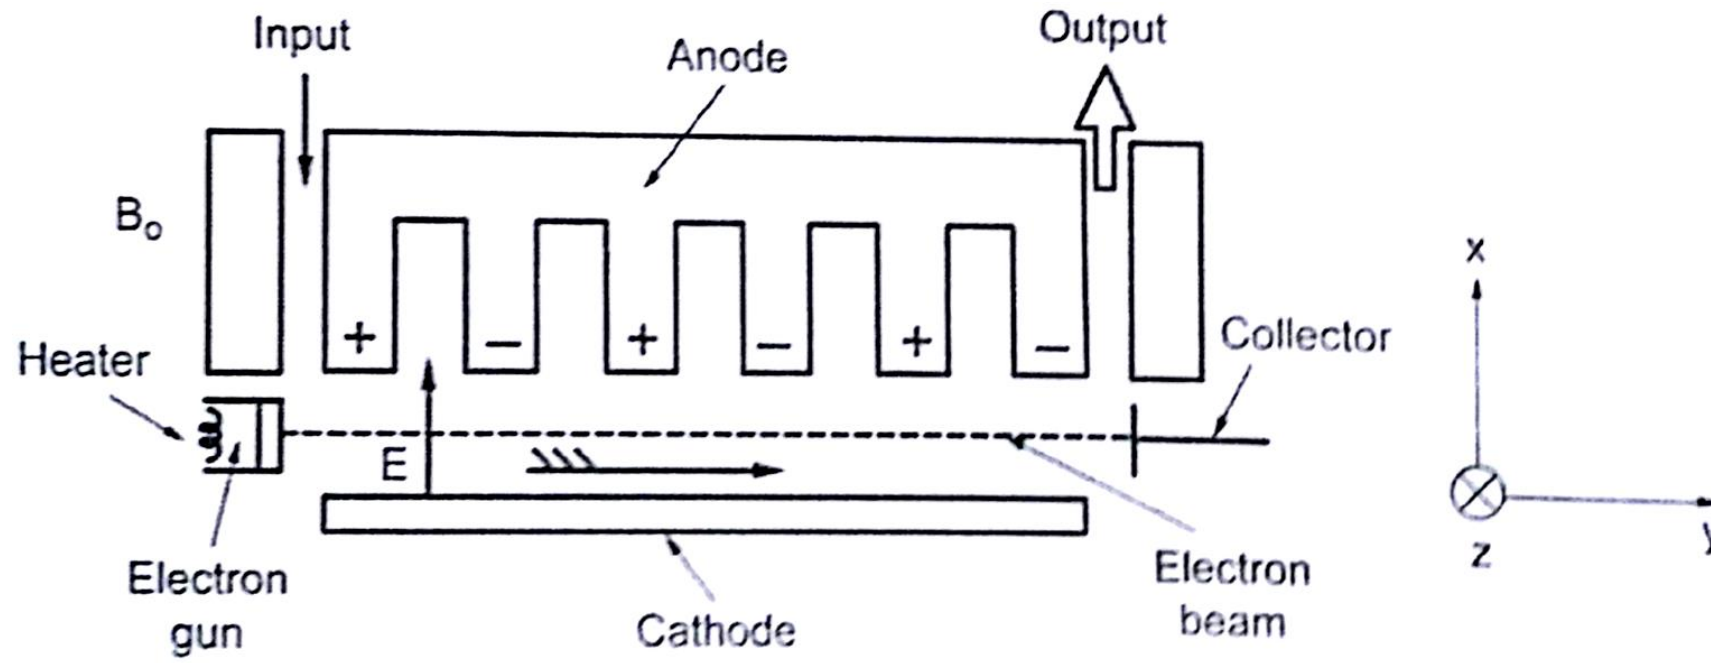 Input
Output
Anode
B₀
+ − + − + −
x
Heater
Collector
E
y
z
Electron
gun
Cathode
Electron
beam